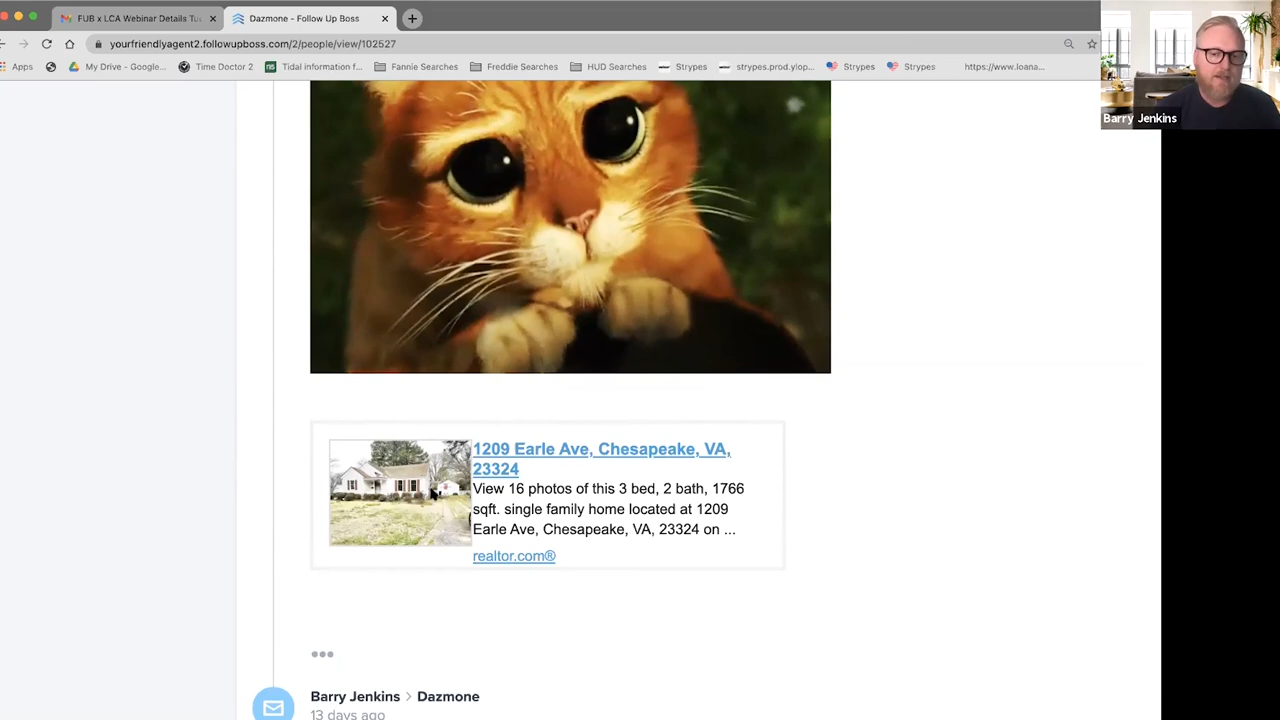 FUB x LCA Webinar Details Tue
Dazmone - Follow Up Boss
yourfriendlyagent2.followupboss.com/2/people/view/102527
Apps
My Drive - Google...
Time Doctor 2
Tidal information f...
Fannie Searches
Freddie Searches
HUD Searches
Strypes
strypes.prod.ylop...
Strypes
Strypes
https://www.loana...
Barry Jenkins
1209 Earle Ave, Chesapeake, VA,
23324
View 16 photos of this 3 bed, 2 bath, 1766
sqft. single family home located at 1209
Earle Ave, Chesapeake, VA, 23324 on ...
realtor.com®
Barry Jenkins > Dazmone
13 days ago